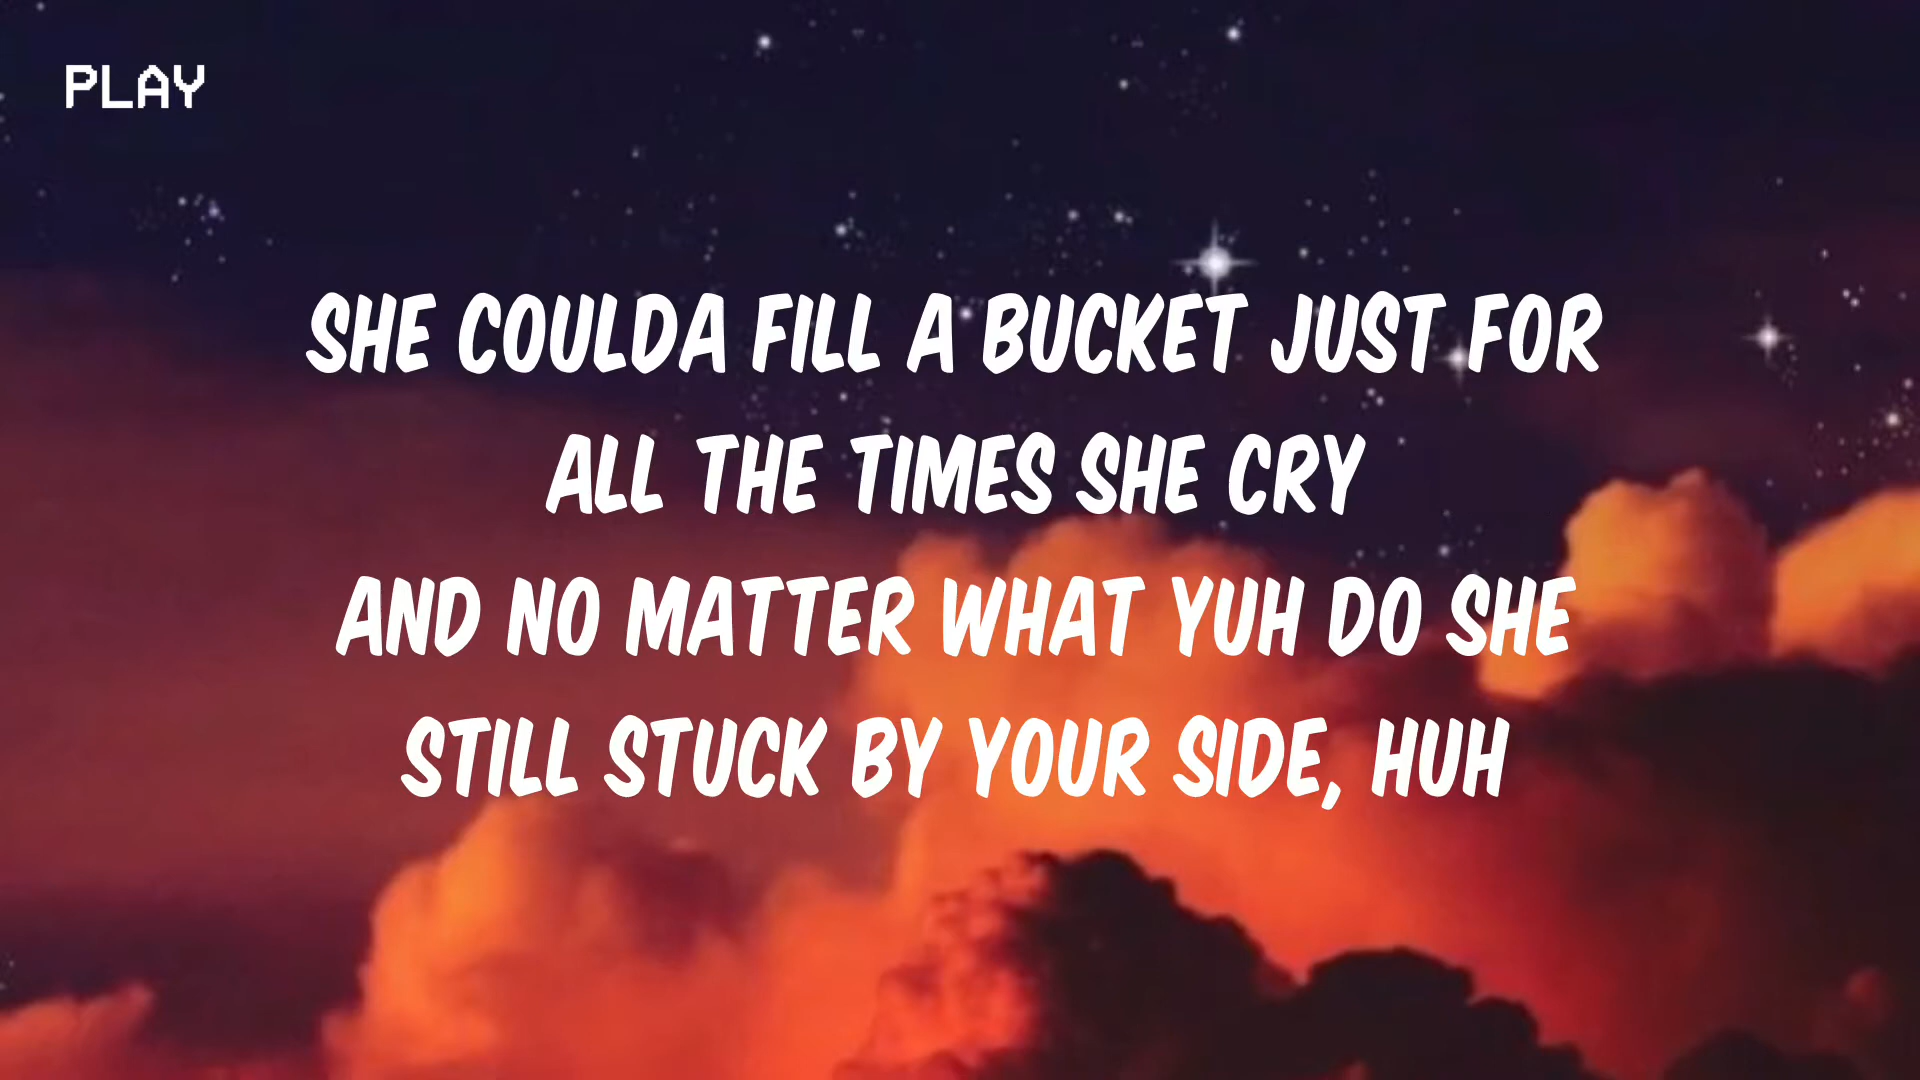 PLAY
SHE COULDA FILL A BUCKET JUST FOR
ALL THE TIMES SHE CRY
AND NO MATTER WHAT YUH DO SHE
STILL STUCK BY YOUR SIDE, HUH